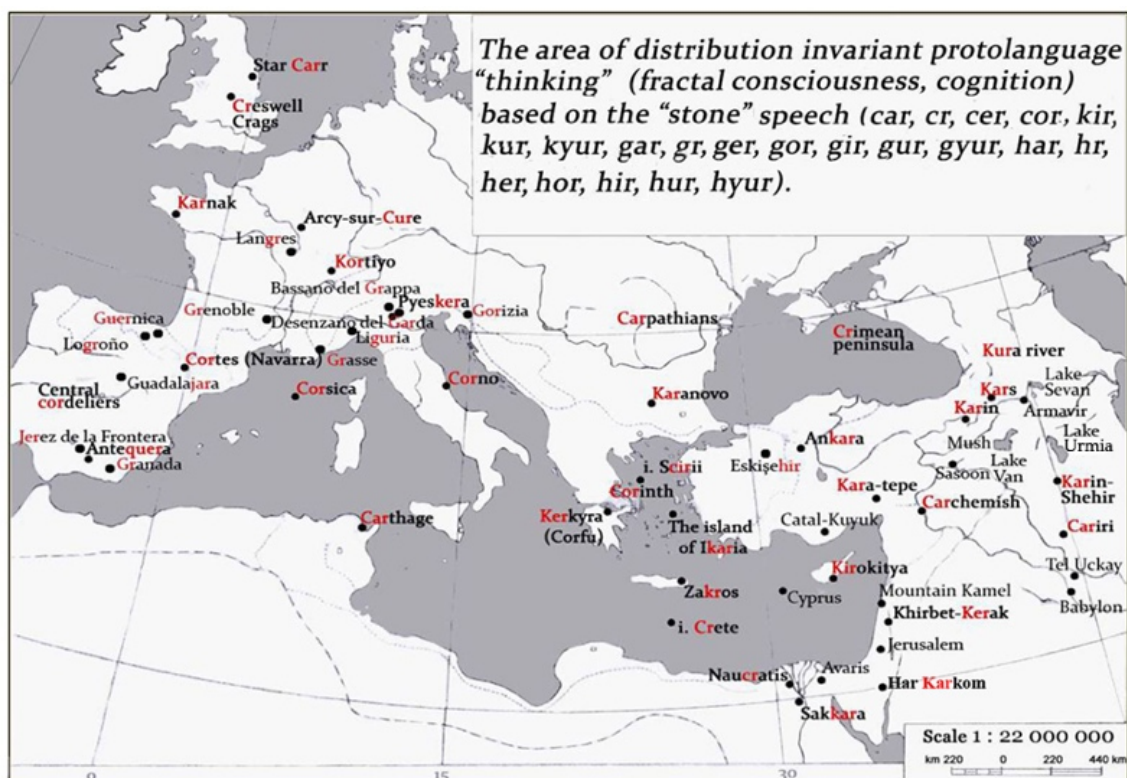 The area of distribution invariant protolanguage
“thinking” (fractal consciousness, cognition)
based on the “stone” speech (car, cr, cer, cor, kir,
kur, kyur, gar, gr, ger, gor, gir, gur, gyur, har, hr,
her, hor, hir, hur, hyur).
Star Carr
Creswell
Crags
Karnak
Arcy-sur-Cure
Langres
Kortiyo
Bassano del Grappa
Pyeskera
Guernica
Grenoble
Desenzano del Garda
Gorizia
Liguria
Logroño
Cortes (Navarra)
Grasse
Carpathians
Crimean
peninsula
Kura river
Central
cordeliers
Guadalajara
Corsica
Corno
Karanovo
Kars
Lake
Sevan
Karin
Armavir
Jerez de la Frontera
Antequera
Granada
Ankara
Eskişehir
Mush
Lake
Urmia
Sasoon
Lake
Van
i. Scirii
Corinth
Kara-tepe
Karin-
Shehir
Carchemish
Carthage
Kerkyra
(Corfu)
The island
of Ikaria
Catal-Kuyuk
Cariri
Kirokitya
Tel Uckay
Zakros
Cyprus
Mountain Kamel
Babylon
Khirbet-Kerak
i. Crete
Jerusalem
Naucratis
Avaris
Har Karkom
Sakkara
Scale 1 : 22 000 000
km 220 0 220 440 km
0
15
30